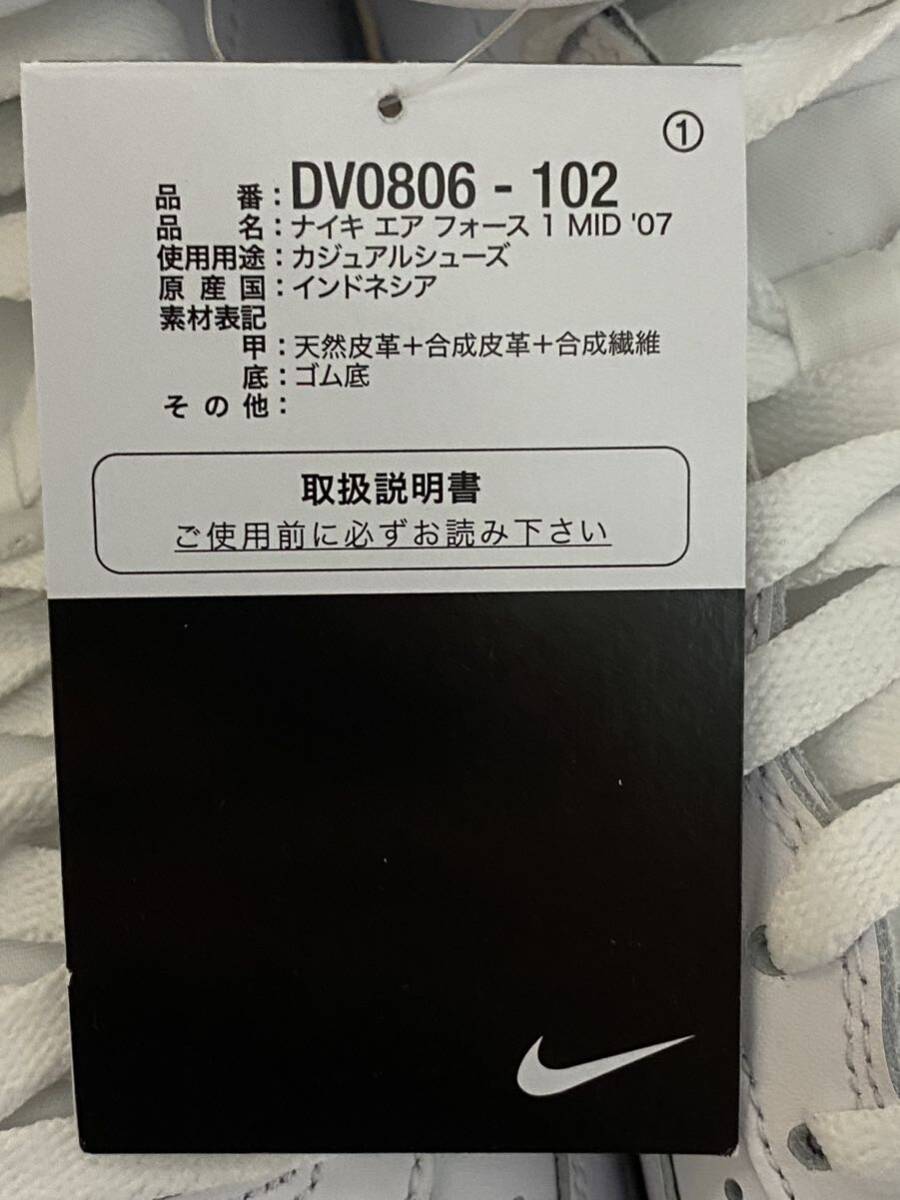 ①
品番：DV0806 - 102
品名：ナイキ エア フォース 1 MID '07
使用用途：カジュアルシューズ
原産国：インドネシア
素材表記
甲：天然皮革＋合成皮革＋合成繊維
底：ゴム底
その他：
取扱説明書
ご使用前に必ずお読み下さい